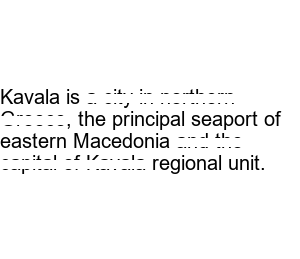 Kavala is a city in northern
Greece, the principal seaport of
eastern Macedonia and the
capital of Kavala regional unit.